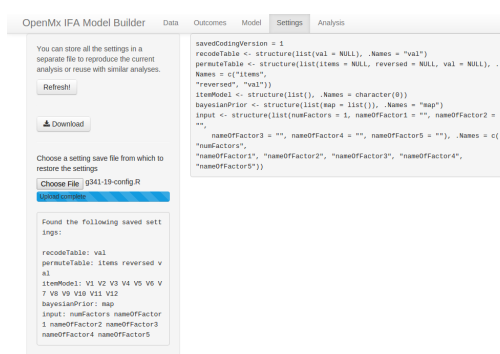 OpenMx IFA Model Builder Data Outcomes Model Settings Analysis
You can store all the settings in a
separate file to reproduce the current
analysis or reuse with similar analyses.
Refresh!
Download
Choose a setting save file from which to
restore the settings
Choose File g341-19-config.R
Upload complete
Found the following saved sett
ings:
recodeTable: val
permuteTable: items reversed v
al
itemModel: V1 V2 V3 V4 V5 V6 V
7 V8 V9 V10 V11 V12
bayesianPrior: map
input: numFactors nameOfFactor
1 nameOfFactor2 nameOfFactor3
nameOfFactor4 nameOfFactor5
savedCodingVersion = 1
recodeTable <- structure(list(val = NULL), .Names = "val")
permuteTable <- structure(list(items = NULL, reversed = NULL, val = NULL), .
Names = c("items",
"reversed", "val"))
itemModel <- structure(list(), .Names = character(0))
bayesianPrior <- structure(list(map = list()), .Names = "map")
input <- structure(list(numFactors = 1, nameOfFactor1 = "", nameOfFactor2 =
"",
nameOfFactor3 = "", nameOfFactor4 = "", nameOfFactor5 = ""), .Names = c(
"numFactors",
"nameOfFactor1", "nameOfFactor2", "nameOfFactor3", "nameOfFactor4",
"nameOfFactor5"))